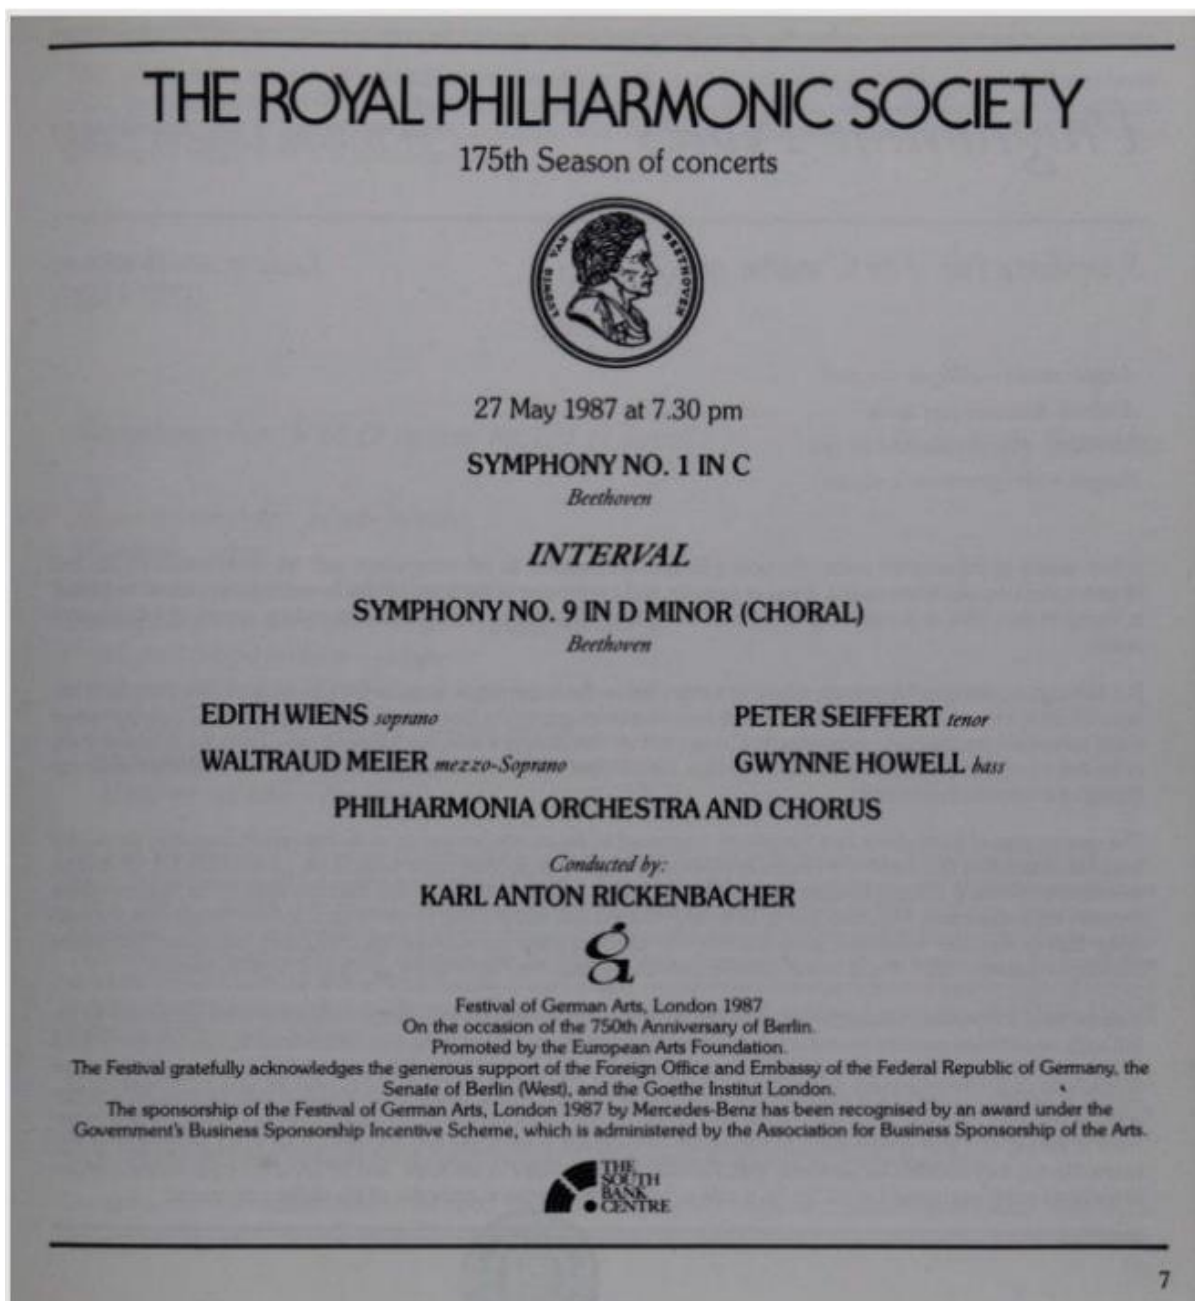 THE ROYAL PHILHARMONIC SOCIETY
175th Season of concerts
LUDWIG VAN BEETHOVEN
27 May 1987 at 7.30 pm
SYMPHONY NO. 1 IN C
Beethoven
INTERVAL
SYMPHONY NO. 9 IN D MINOR (CHORAL)
Beethoven
EDITH WIENS soprano
PETER SEIFFERT tenor
WALTRAUD MEIER mezzo-Soprano
GWYNNE HOWELL bass
PHILHARMONIA ORCHESTRA AND CHORUS
Conducted by:
KARL ANTON RICKENBACHER
ga
Festival of German Arts, London 1987
On the occasion of the 750th Anniversary of Berlin.
Promoted by the European Arts Foundation.
The Festival gratefully acknowledges the generous support of the Foreign Office and Embassy of the Federal Republic of Germany, the
Senate of Berlin (West), and the Goethe Institut London.
The sponsorship of the Festival of German Arts, London 1987 by Mercedes-Benz has been recognised by an award under the
Government's Business Sponsorship Incentive Scheme, which is administered by the Association for Business Sponsorship of the Arts.
THE
SOUTH
BANK
CENTRE
7